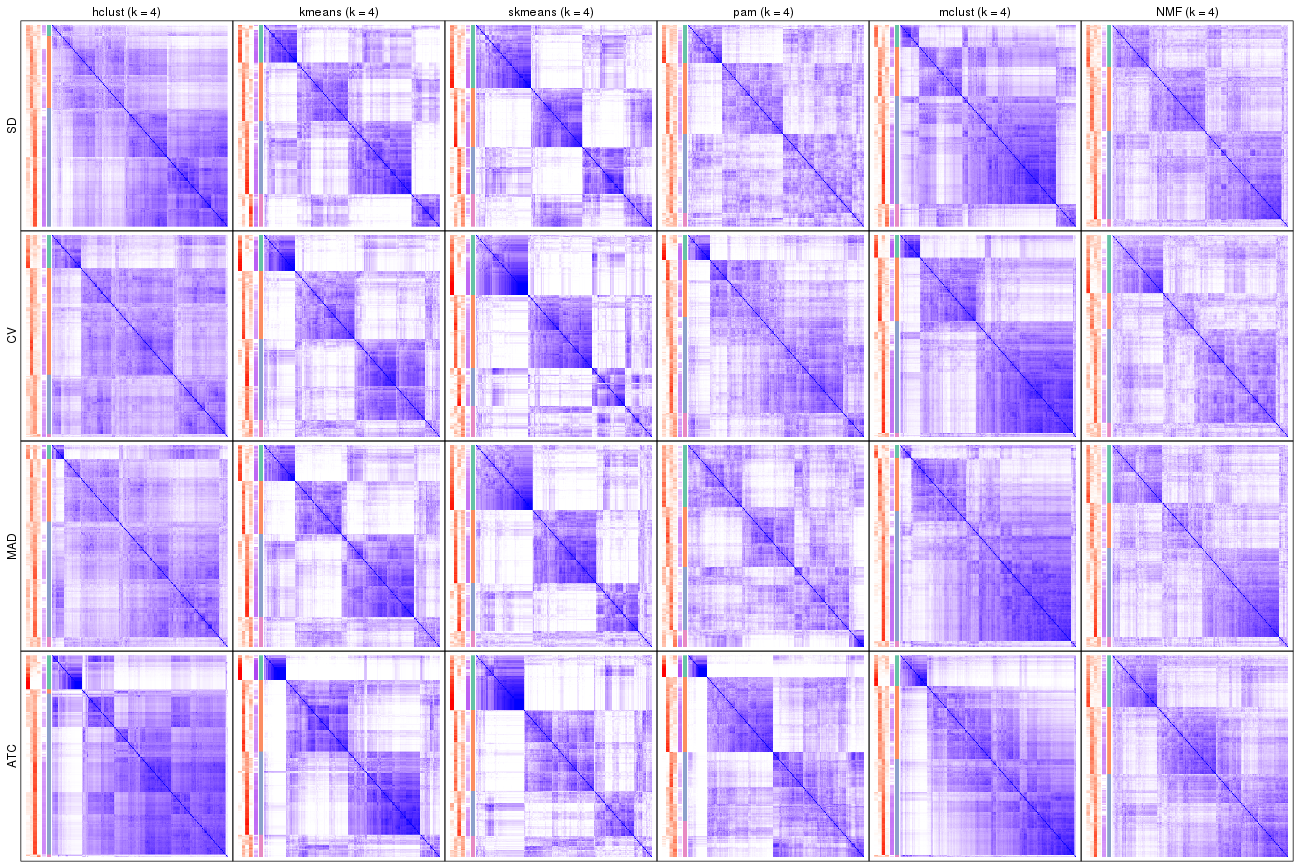 hclust (k = 4) kmeans (k = 4) skmeans (k = 4) pam (k = 4) mclust (k = 4) NMF (k = 4)
SD
CV
MAD
ATC